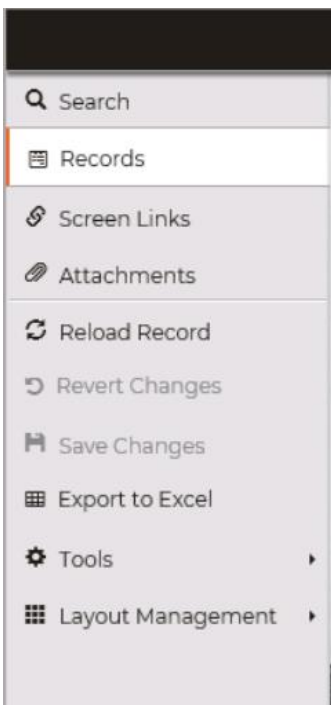 Search
Records
Screen Links
Attachments
Reload Record
Revert Changes
Save Changes
Export to Excel
Tools
Layout Management